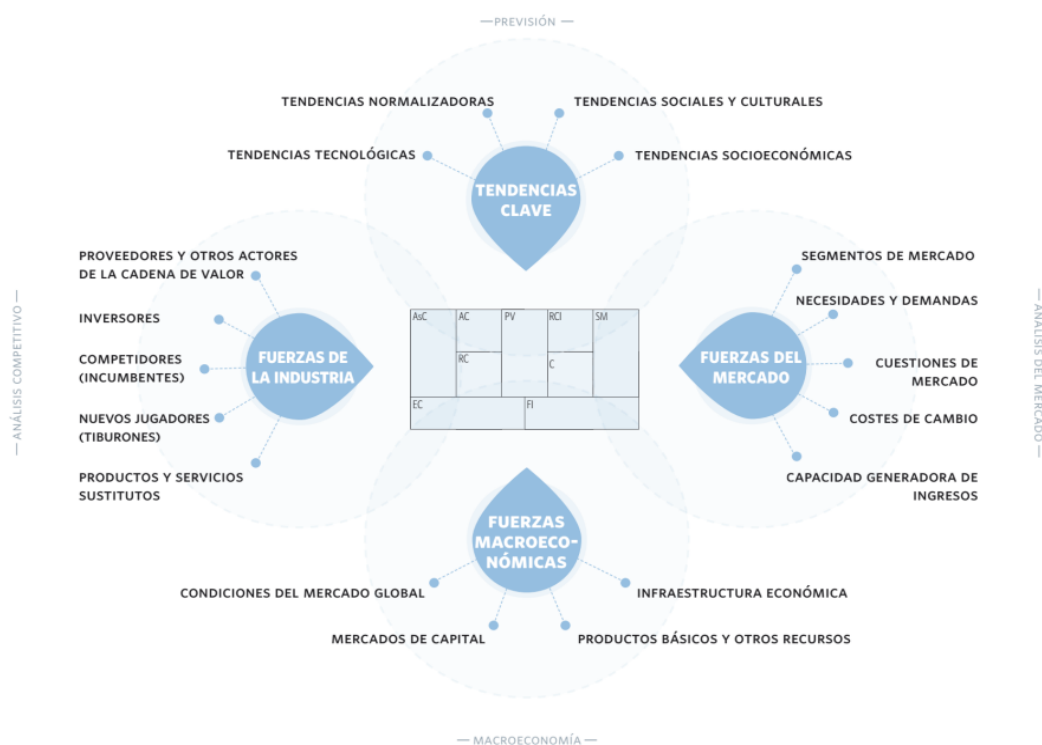 —PREVISIÓN —
TENDENCIAS NORMALIZADORAS
TENDENCIAS SOCIALES Y CULTURALES
TENDENCIAS TECNOLÓGICAS
TENDENCIAS SOCIOECONÓMICAS
TENDENCIAS
CLAVE
PROVEEDORES Y OTROS ACTORES
DE LA CADENA DE VALOR
INVERSORES
COMPETIDORES
(INCUMBENTES)
NUEVOS JUGADORES
(TIBURONES)
PRODUCTOS Y SERVICIOS
SUSTITUTOS
— ANÁLISIS COMPETITIVO —
FUERZAS DE
LA INDUSTRIA
AsC
AC
PV
RCI
SM
RC
C
EC
FI
FUERZAS DEL
MERCADO
SEGMENTOS DE MERCADO
NECESIDADES Y DEMANDAS
CUESTIONES DE
MERCADO
COSTES DE CAMBIO
CAPACIDAD GENERADORA DE
INGRESOS
— ANÁLISIS DEL MERCADO —
FUERZAS
MACROECO-
NÓMICAS
CONDICIONES DEL MERCADO GLOBAL
INFRAESTRUCTURA ECONÓMICA
MERCADOS DE CAPITAL
PRODUCTOS BÁSICOS Y OTROS RECURSOS
— MACROECONOMÍA —